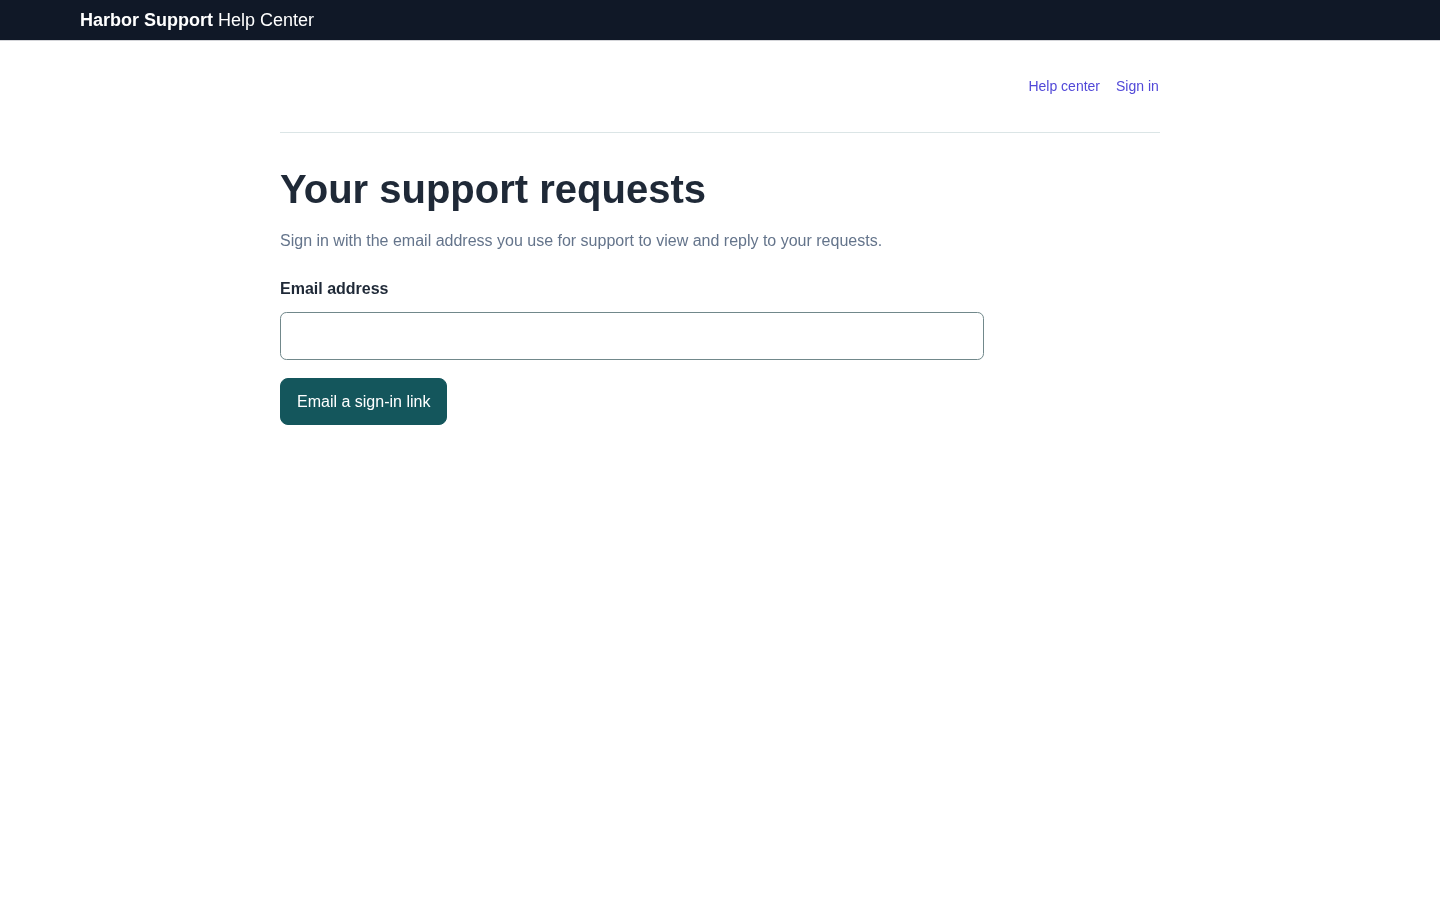 Harbor Support Help Center
Help center Sign in
Your support requests
Sign in with the email address you use for support to view and reply to your requests.
Email address
Email a sign-in link